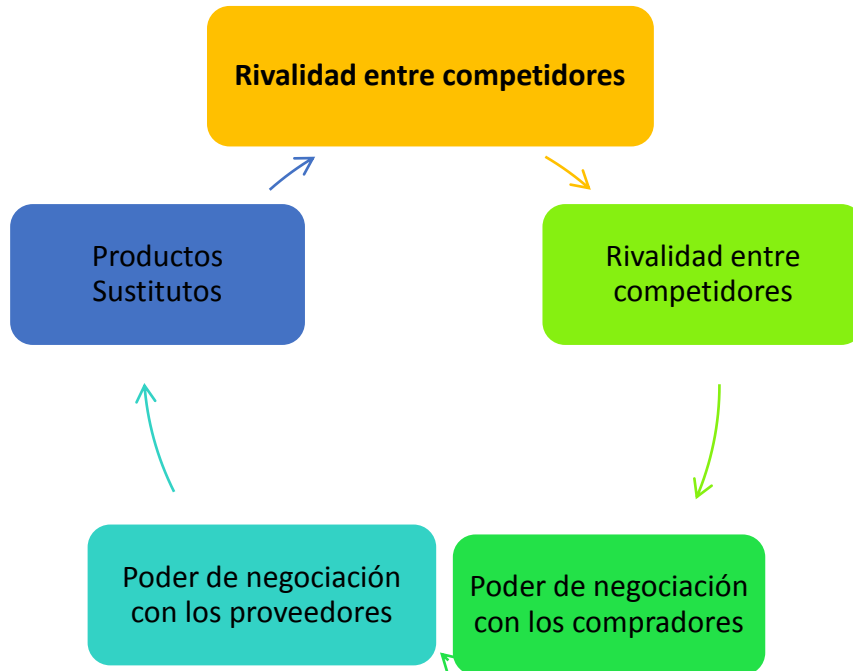 Rivalidad entre competidores
Rivalidad entre
competidores
Poder de negociación
con los compradores
Poder de negociación
con los proveedores
Productos
Sustitutos